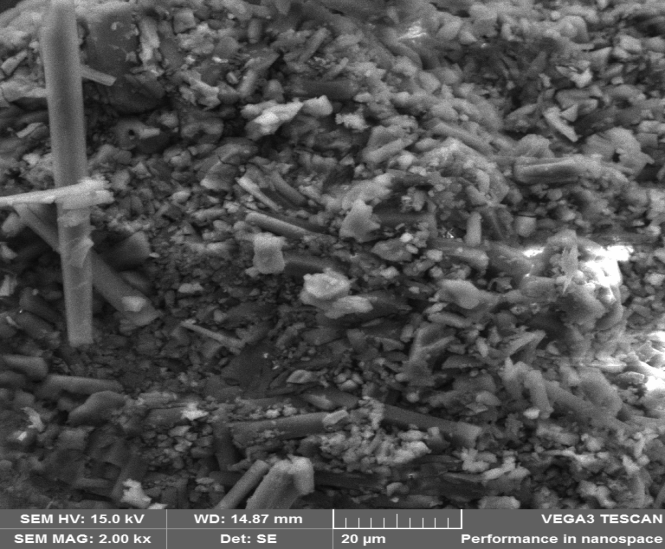 SEM HV: 15.0 kV
WD: 14.87 mm
VEGA3 TESCAN
SEM MAG: 2.00 kx
Det: SE
20 µm
Performance in nanospace